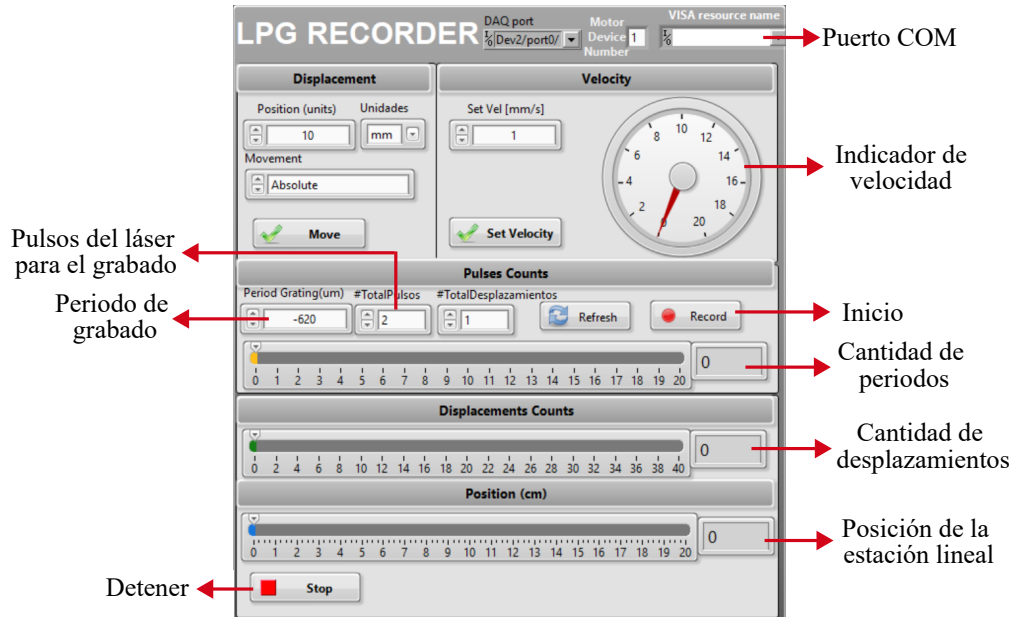 LPG RECORDER
DAQ port
Dev2/port0/
Motor
Device
Number
1
VISA resource name
Puerto COM
Displacement
Velocity
Position (units)
Unidades
10
mm
Movement
Absolute
Move
Set Vel [mm/s]
1
Set Velocity
0 2 4 6 8 10 12 14 16 18 20
Indicador de
velocidad
Pulsos del láser
para el grabado
Periodo de
grabado
Pulses Counts
Period Grating(um) #TotalPulsos #TotalDesplazamientos
-620 2 1 Refresh Record
Inicio
0 1 2 3 4 5 6 7 8 9 10 11 12 13 14 15 16 17 18 19 20
0
Cantidad de
periodos
Displacements Counts
0 2 4 6 8 10 12 14 16 18 20 22 24 26 28 30 32 34 36 38 40
0
Cantidad de
desplazamientos
Position (cm)
0 1 2 3 4 5 6 7 8 9 10 11 12 13 14 15 16 17 18 19 20
0
Posición de la
estación lineal
Detener
Stop